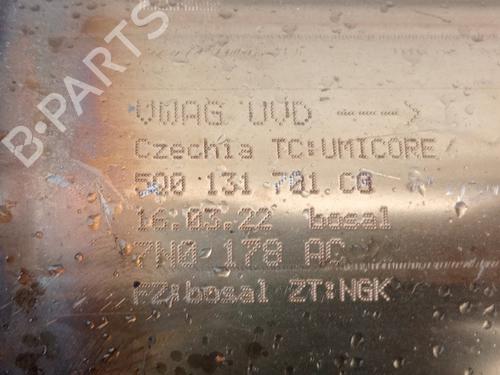 B-PARTS
VWAG UVD --->
Czechia TC:UMICORE/
5Q0 131 701 CG
16.03.22 bosal
7N0 178 AC
FZ:bosal ZT:NGK